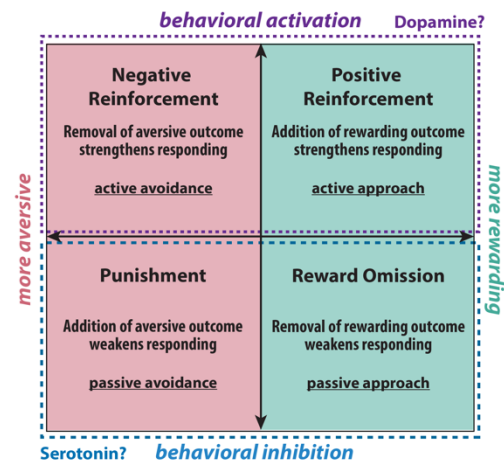 behavioral activation
Dopamine?
more aversive
Negative
Reinforcement
Removal of aversive outcome
strengthens responding
active avoidance
Positive
Reinforcement
Addition of rewarding outcome
strengthens responding
active approach
more rewarding
Punishment
Addition of aversive outcome
weakens responding
passive avoidance
Reward Omission
Removal of rewarding outcome
weakens responding
passive approach
Serotonin?
behavioral inhibition